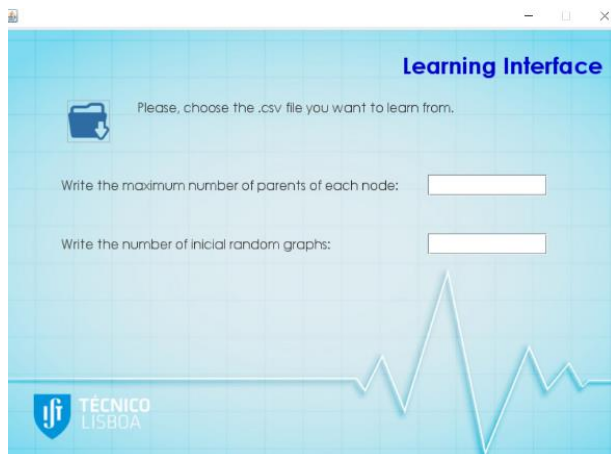 Learning Interface
Please, choose the .csv file you want to learn from.
Write the maximum number of parents of each node:
Write the number of inicial random graphs:
TÉCNICO
LISBOA